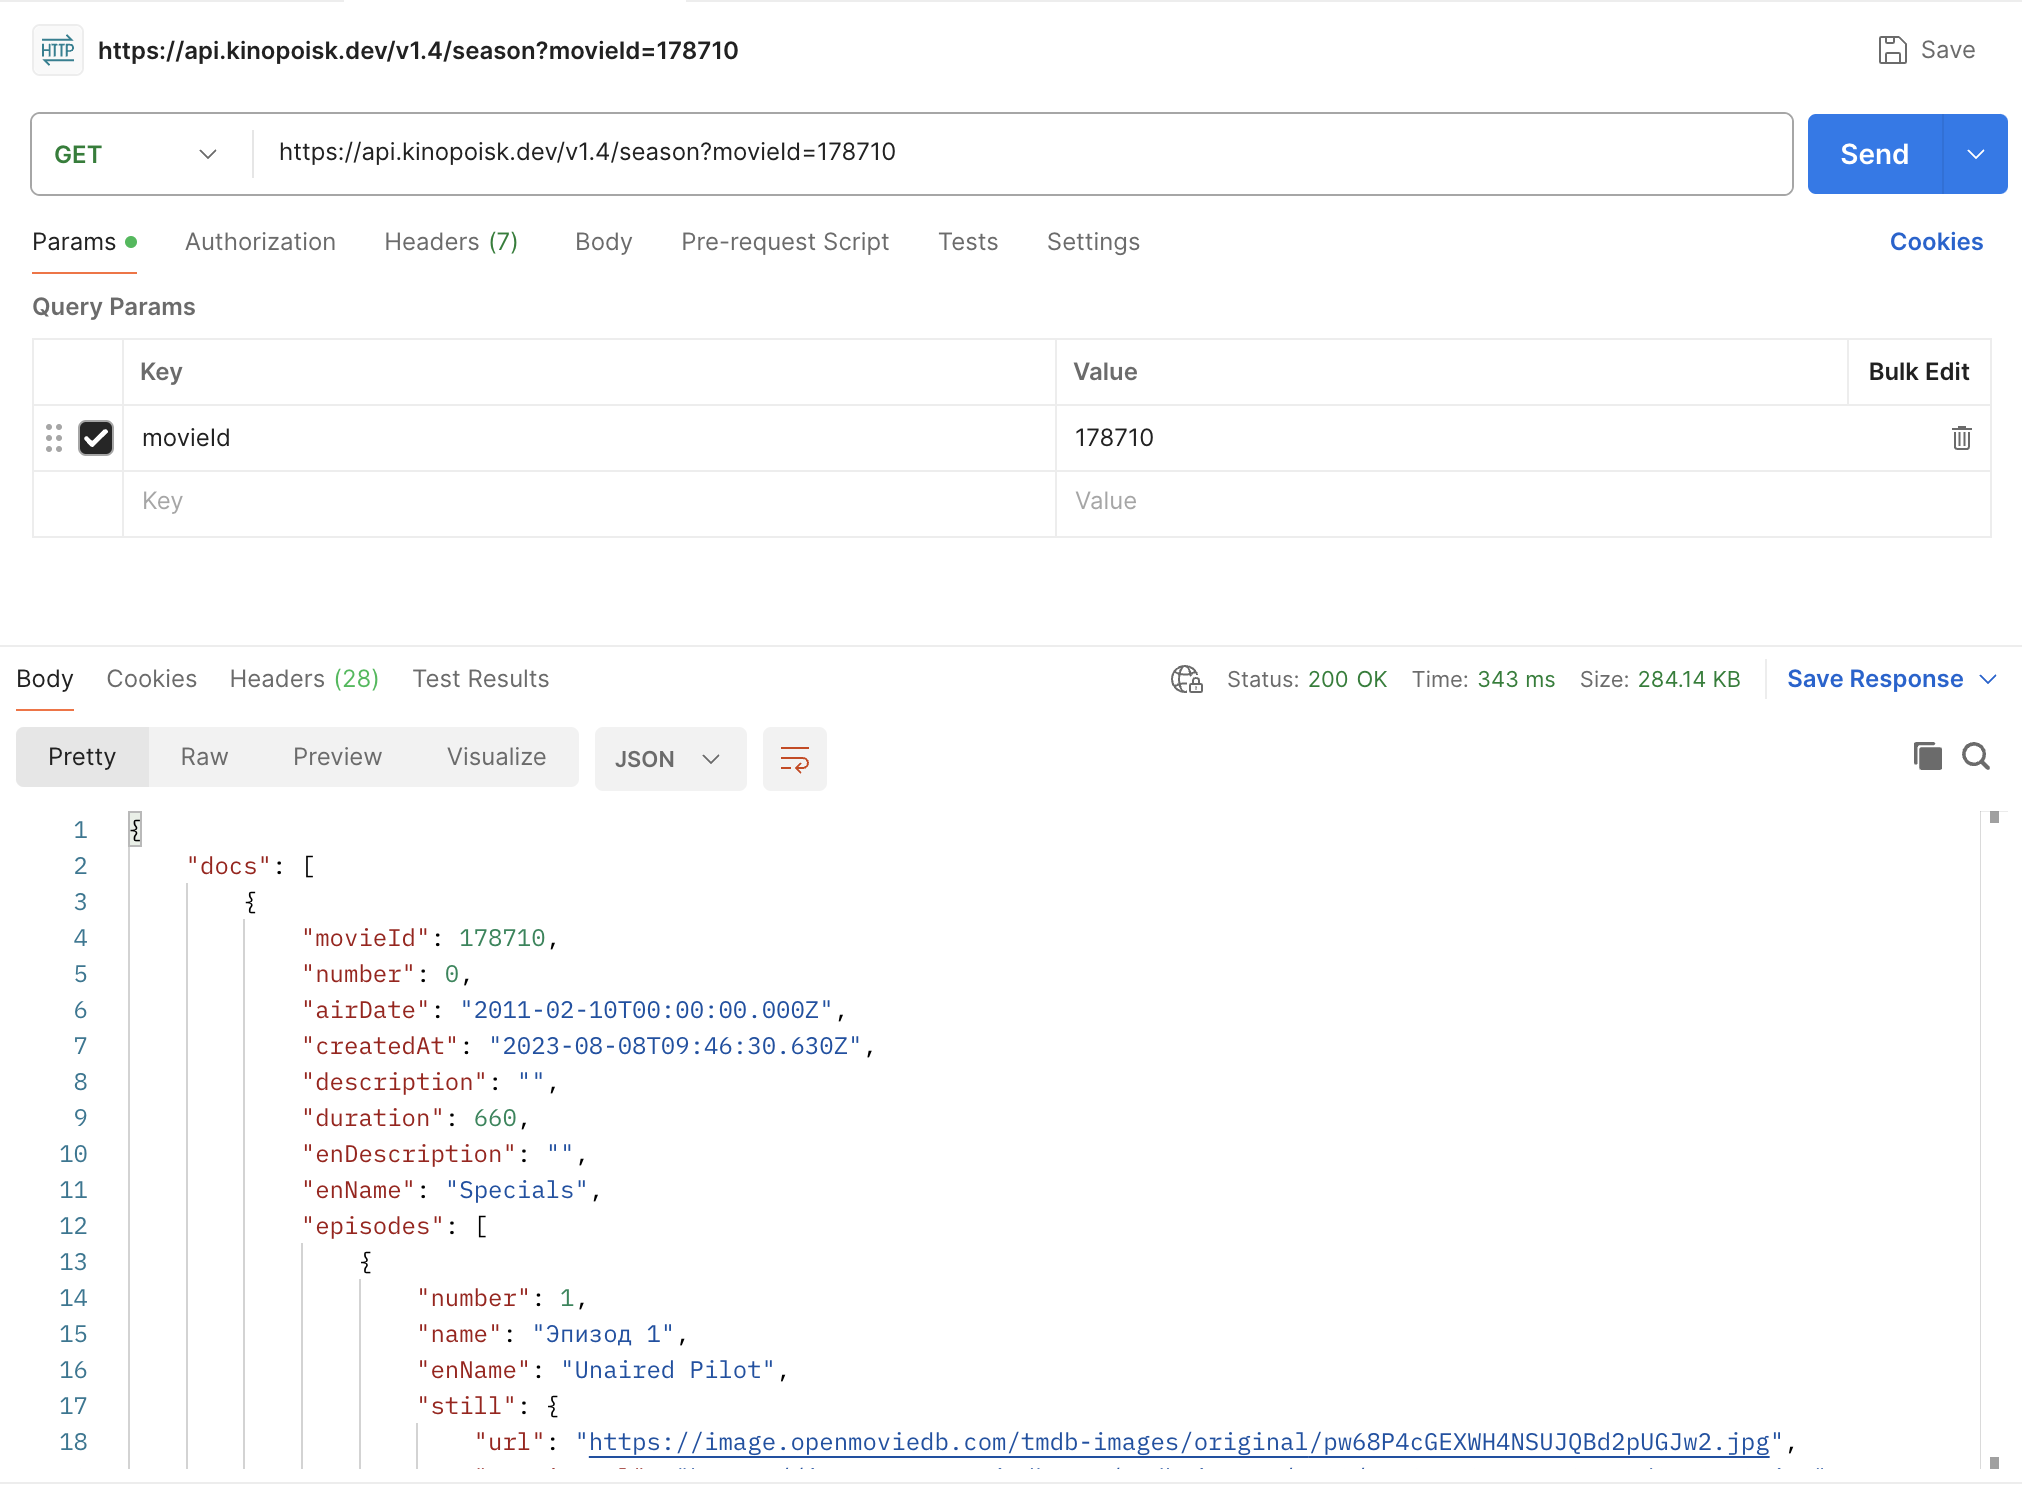 HTTP https://api.kinopoisk.dev/v1.4/season?movieId=178710 Save
GET https://api.kinopoisk.dev/v1.4/season?movieId=178710 Send
Params Authorization Headers (7) Body Pre-request Script Tests Settings Cookies
Query Params
Key Value Bulk Edit
movieId 178710
Key Value
Body Cookies Headers (28) Test Results Status: 200 OK Time: 343 ms Size: 284.14 KB Save Response
Pretty Raw Preview Visualize JSON
1 {
2 "docs": [
3 {
4 "movieId": 178710,
5 "number": 0,
6 "airDate": "2011-02-10T00:00:00.000Z",
7 "createdAt": "2023-08-08T09:46:30.630Z",
8 "description": "",
9 "duration": 660,
10 "enDescription": "",
11 "enName": "Specials",
12 "episodes": [
13 {
14 "number": 1,
15 "name": "Эпизод 1",
16 "enName": "Unaired Pilot",
17 "still": {
18 "url": "https://image.openmoviedb.com/tmdb-images/original/pw68P4cGEXWH4NSUJQBd2pUGJw2.jpg",